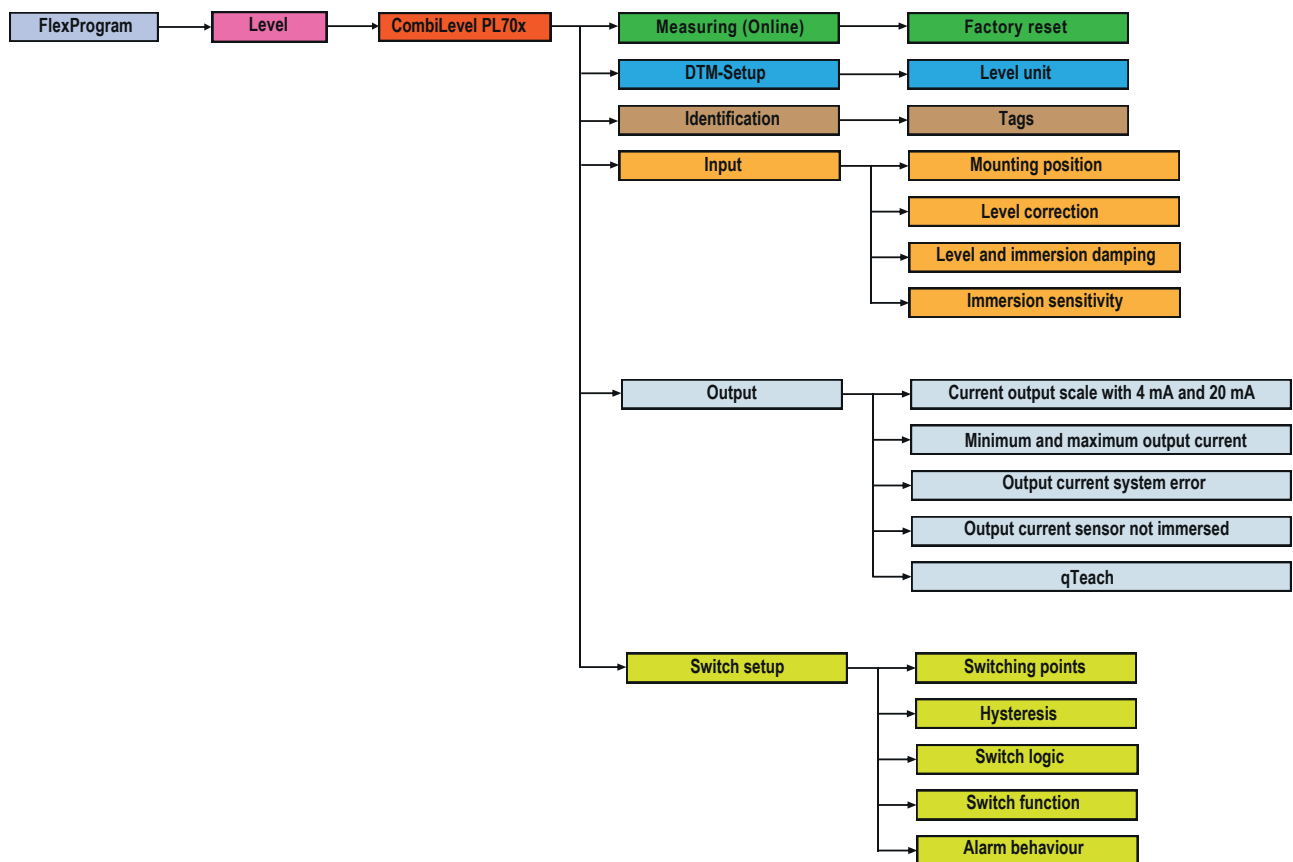 FlexProgram
Level
CombiLevel PL70x
Measuring (Online)
Factory reset
DTM-Setup
Level unit
Identification
Tags
Input
Mounting position
Level correction
Level and immersion damping
Immersion sensitivity
Output
Current output scale with 4 mA and 20 mA
Minimum and maximum output current
Output current system error
Output current sensor not immersed
qTeach
Switch setup
Switching points
Hysteresis
Switch logic
Switch function
Alarm behaviour